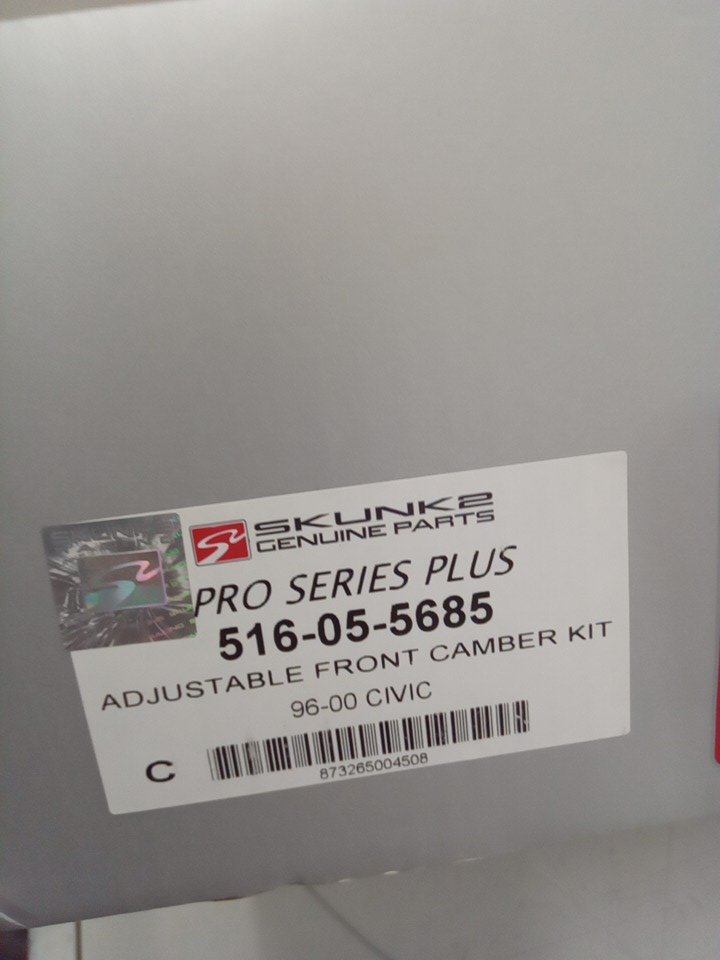 SKUNK2
GENUINE PARTS
PRO SERIES PLUS
516-05-5685
ADJUSTABLE FRONT CAMBER KIT
96-00 CIVIC
C
873265004508